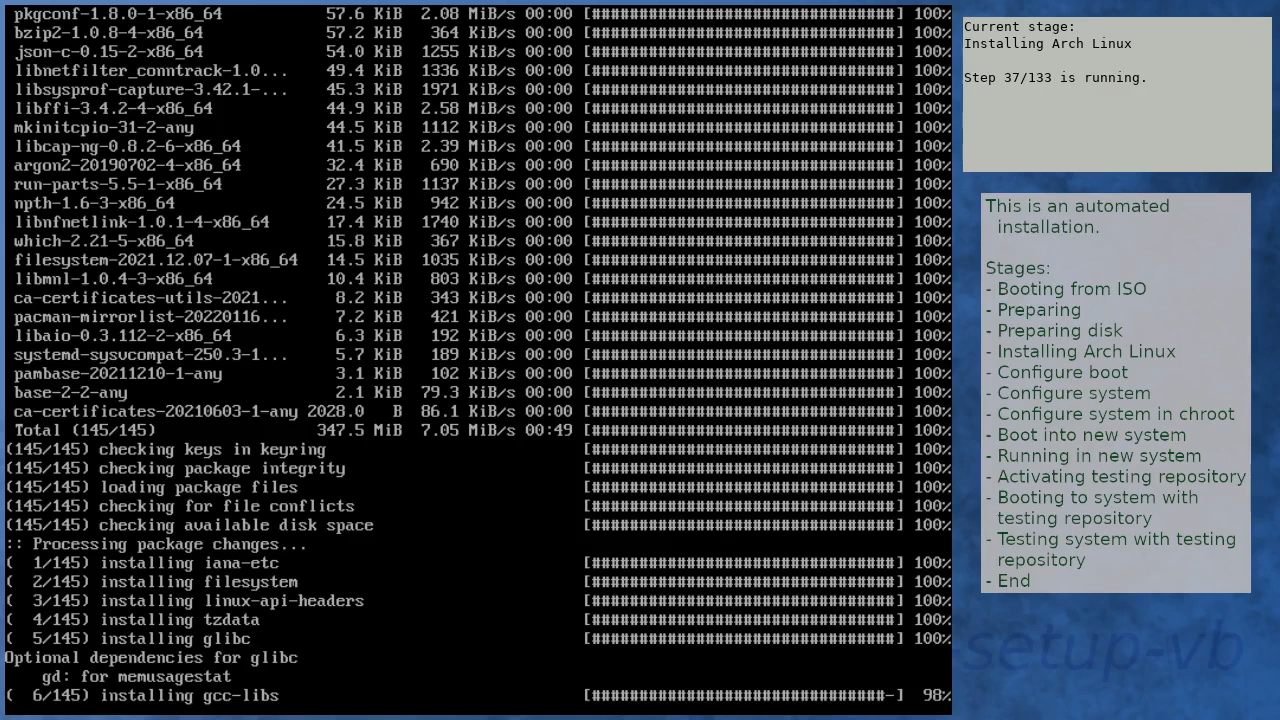 pkgconf-1.8.0-1-x86_64 57.6 KiB 2.08 MiB/s 00:00 [################################] 100%
bzip2-1.0.8-4-x86_64 57.2 KiB 364 KiB/s 00:00 [################################] 100%
json-c-0.15-2-x86_64 54.0 KiB 1255 KiB/s 00:00 [################################] 100%
libnetfilter_conntrack-1.0... 49.4 KiB 1336 KiB/s 00:00 [################################] 100%
libsysprof-capture-3.42.1-... 45.3 KiB 1971 KiB/s 00:00 [################################] 100%
libffi-3.4.2-4-x86_64 44.9 KiB 2.58 MiB/s 00:00 [################################] 100%
mkinitcpio-31-2-any 44.5 KiB 1112 KiB/s 00:00 [################################] 100%
libcap-ng-0.8.2-6-x86_64 41.5 KiB 2.39 MiB/s 00:00 [################################] 100%
argon2-20190702-4-x86_64 32.4 KiB 690 KiB/s 00:00 [################################] 100%
run-parts-5.5-1-x86_64 27.3 KiB 1137 KiB/s 00:00 [################################] 100%
npth-1.6-3-x86_64 24.5 KiB 942 KiB/s 00:00 [################################] 100%
libnfnetlink-1.0.1-4-x86_64 17.4 KiB 1740 KiB/s 00:00 [################################] 100%
which-2.21-5-x86_64 15.8 KiB 367 KiB/s 00:00 [################################] 100%
filesystem-2021.12.07-1-x86_64 14.5 KiB 1035 KiB/s 00:00 [################################] 100%
libmnl-1.0.4-3-x86_64 10.4 KiB 803 KiB/s 00:00 [################################] 100%
ca-certificates-utils-2021... 8.2 KiB 343 KiB/s 00:00 [################################] 100%
pacman-mirrorlist-20220116... 7.2 KiB 421 KiB/s 00:00 [################################] 100%
libaio-0.3.112-2-x86_64 6.3 KiB 192 KiB/s 00:00 [################################] 100%
systemd-sysvcompat-250.3-1... 5.7 KiB 189 KiB/s 00:00 [################################] 100%
pambase-20211210-1-any 3.1 KiB 102 KiB/s 00:00 [################################] 100%
base-2-2-any 2.1 KiB 79.3 KiB/s 00:00 [################################] 100%
ca-certificates-20210603-1-any 2028.0 B 86.1 KiB/s 00:00 [################################] 100%
Total (145/145) 347.5 MiB 7.05 MiB/s 00:49 [################################] 100%
(145/145) checking keys in keyring [################################] 100%
(145/145) checking package integrity [################################] 100%
(145/145) loading package files [################################] 100%
(145/145) checking for file conflicts [################################] 100%
(145/145) checking available disk space [################################] 100%
:: Processing package changes...
( 1/145) installing iana-etc [################################] 100%
( 2/145) installing filesystem [################################] 100%
( 3/145) installing linux-api-headers [################################] 100%
( 4/145) installing tzdata [################################] 100%
( 5/145) installing glibc [################################] 100%
Optional dependencies for glibc
gd: for memusagestat
( 6/145) installing gcc-libs [###############################-] 98%
Current stage:
Installing Arch Linux
Step 37/133 is running.
This is an automated
installation.
Stages:
- Booting from ISO
- Preparing
- Preparing disk
- Installing Arch Linux
- Configure boot
- Configure system
- Configure system in chroot
- Boot into new system
- Running in new system
- Activating testing repository
- Booting to system with
testing repository
- Testing system with testing
repository
- End
setup-vb